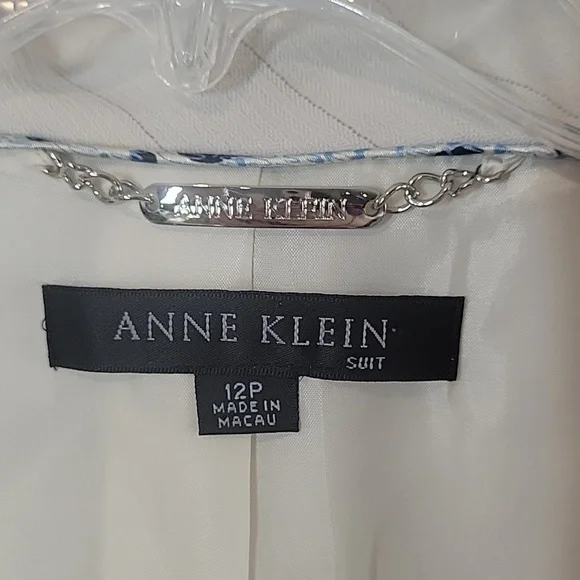 ANNE KLEIN
ANNE KLEIN
SUIT
12P
MADE IN
MACAU